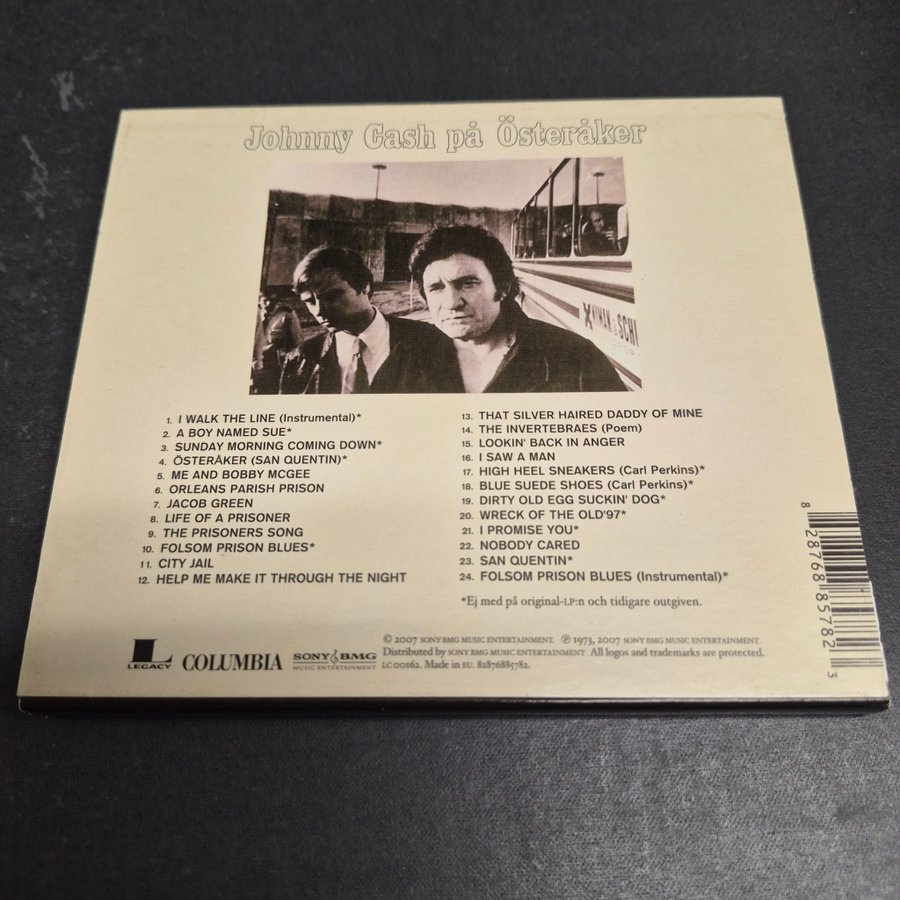 Johnny Cash på Österåker
NYMAN & SCHI
1. I WALK THE LINE (Instrumental)*
2. A BOY NAMED SUE*
3. SUNDAY MORNING COMING DOWN*
4. ÖSTERÅKER (SAN QUENTIN)*
5. ME AND BOBBY MCGEE
6. ORLEANS PARISH PRISON
7. JACOB GREEN
8. LIFE OF A PRISONER
9. THE PRISONERS SONG
10. FOLSOM PRISON BLUES*
11. CITY JAIL
12. HELP ME MAKE IT THROUGH THE NIGHT
13. THAT SILVER HAIRED DADDY OF MINE
14. THE INVERTEBRAES (Poem)
15. LOOKIN' BACK IN ANGER
16. I SAW A MAN
17. HIGH HEEL SNEAKERS (Carl Perkins)*
18. BLUE SUEDE SHOES (Carl Perkins)*
19. DIRTY OLD EGG SUCKIN' DOG*
20. WRECK OF THE OLD'97*
21. I PROMISE YOU*
22. NOBODY CARED
23. SAN QUENTIN*
24. FOLSOM PRISON BLUES (Instrumental)*
*Ej med på original-LP:n och tidigare outgiven.
LEGACY
COLUMBIA
SONY BMG
MUSIC ENTERTAINMENT
© 2007 SONY BMG MUSIC ENTERTAINMENT. ℗ 1973, 2007 SONY BMG MUSIC ENTERTAINMENT.
Distributed by SONY BMG MUSIC ENTERTAINMENT. All logos and trademarks are protected.
LC 00162. Made in EU. 82876885782.
8 28768 85782 3